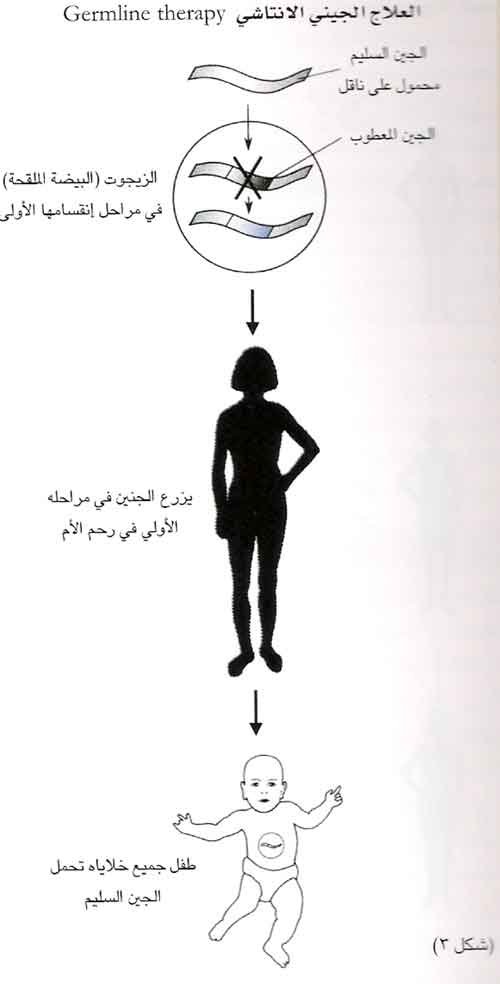 العلاج الجيني الانتاشي Germline therapy
الجين السليم
محمول على ناقل
الجين المعطوب
الزيجوت (البيضة الملقحة)
في مراحل إنقسامها الأولى
يزرع الجنين في مراحله
الأولي في رحم الأم
طفل جميع خلاياه تحمل
الجين السليم
(شكل ٣)